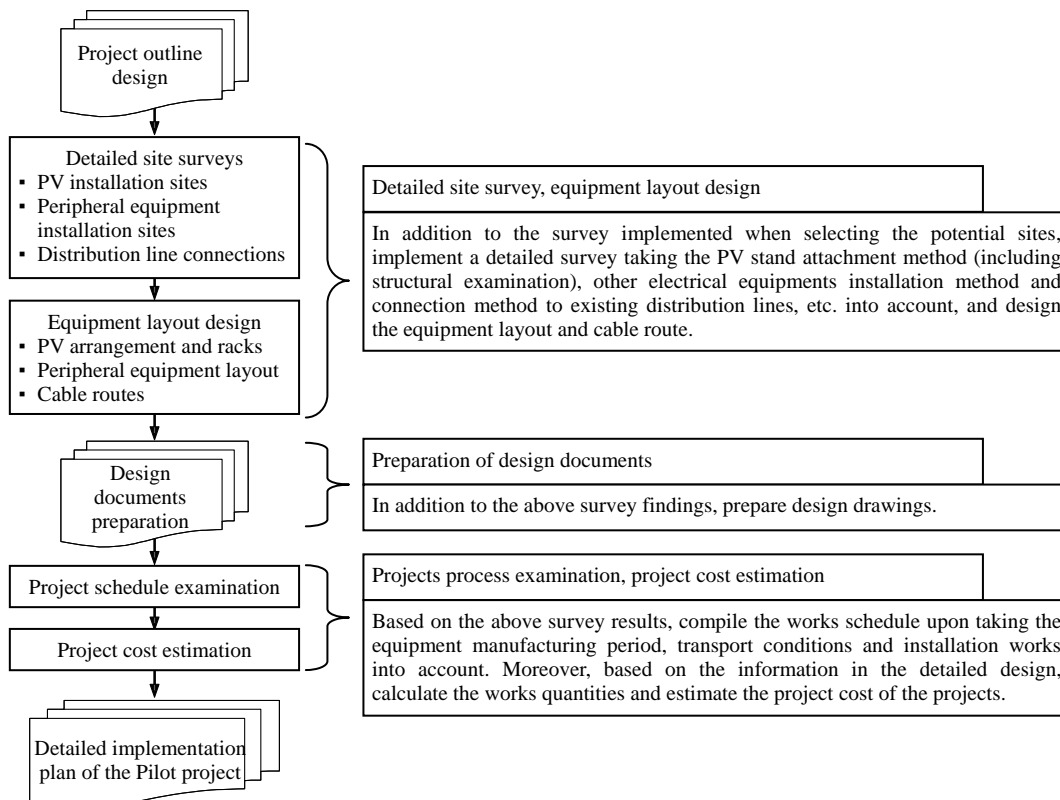 Project outline
design
Detailed site surveys
▪ PV installation sites
▪ Peripheral equipment
installation sites
▪ Distribution line connections
Equipment layout design
▪ PV arrangement and racks
▪ Peripheral equipment layout
▪ Cable routes
Detailed site survey, equipment layout design
In addition to the survey implemented when selecting the potential sites,
implement a detailed survey taking the PV stand attachment method (including
structural examination), other electrical equipments installation method and
connection method to existing distribution lines, etc. into account, and design
the equipment layout and cable route.
Design
documents
preparation
Preparation of design documents
In addition to the above survey findings, prepare design drawings.
Project schedule examination
Project cost estimation
Projects process examination, project cost estimation
Based on the above survey results, compile the works schedule upon taking the
equipment manufacturing period, transport conditions and installation works
into account. Moreover, based on the information in the detailed design,
calculate the works quantities and estimate the project cost of the projects.
Detailed implementation
plan of the Pilot project